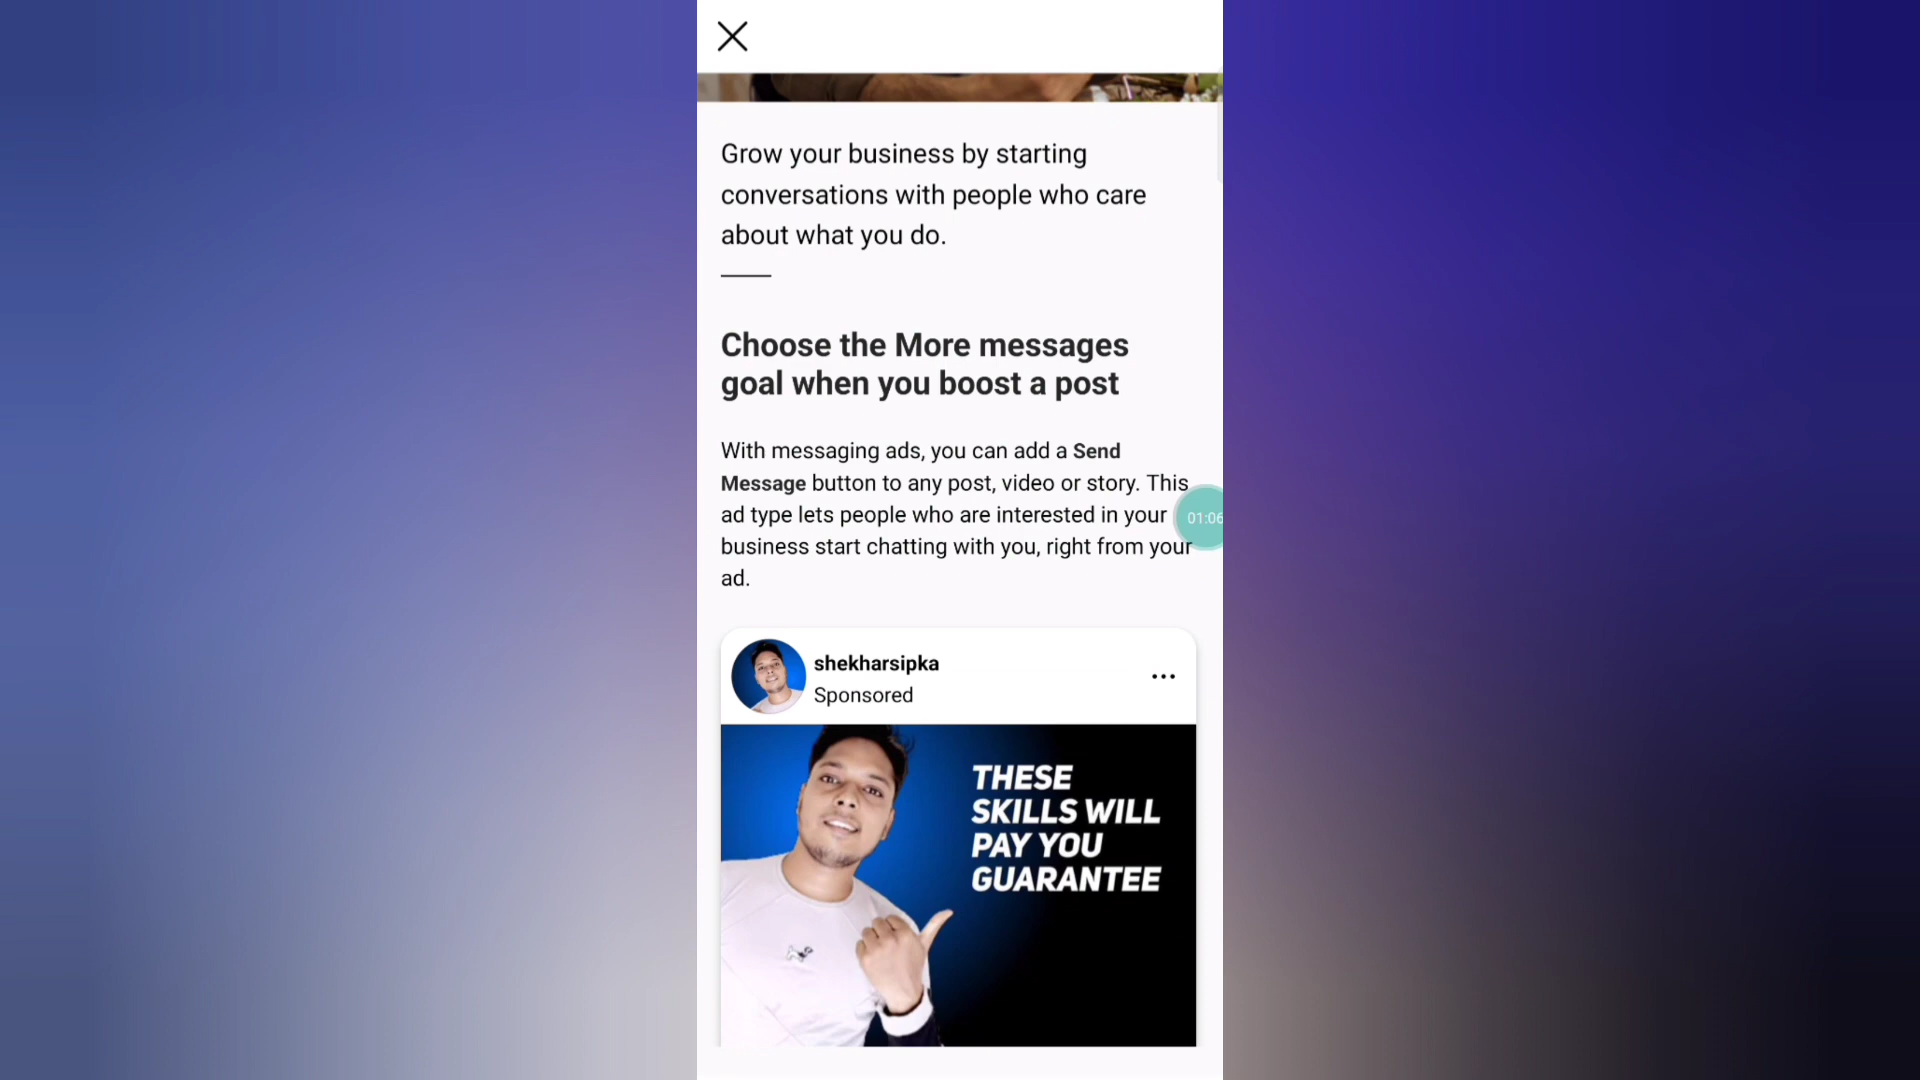 Grow your business by starting
conversations with people who care
about what you do.
Choose the More messages
goal when you boost a post
With messaging ads, you can add a Send
Message button to any post, video or story. This
ad type lets people who are interested in your
business start chatting with you, right from your
ad.
01:06
shekharsipka
Sponsored
THESE
SKILLS WILL
PAY YOU
GUARANTEE